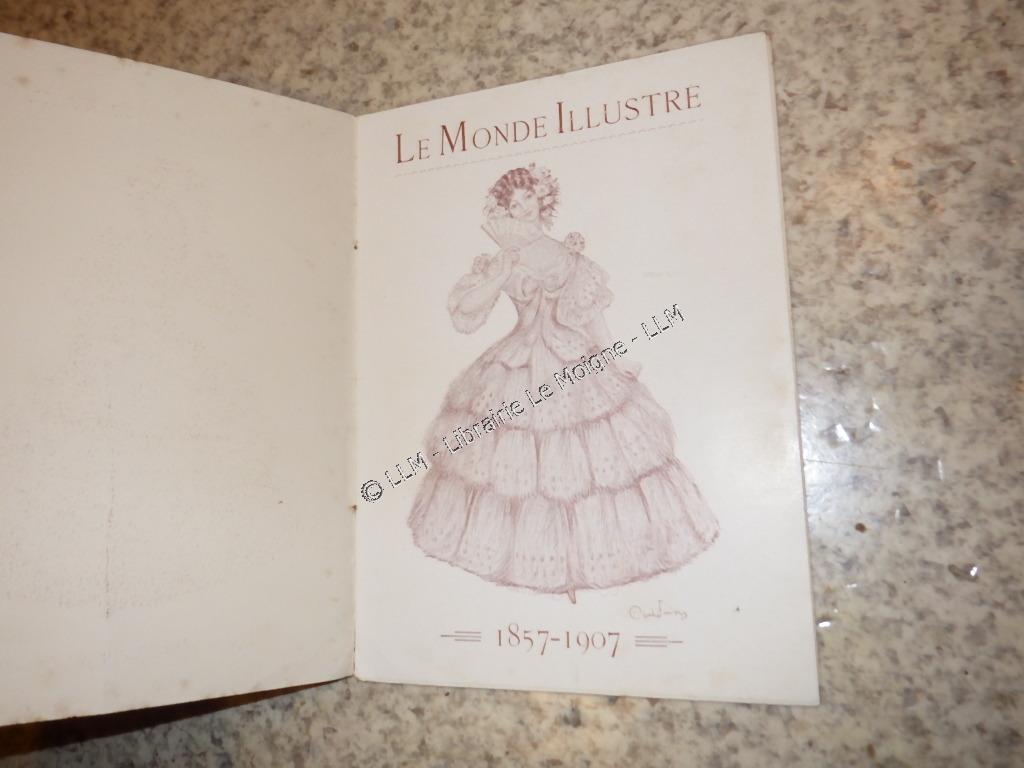 LE MONDE ILLUSTRE
© LLM - Librairie Le Moigne - LLM
1857-1907